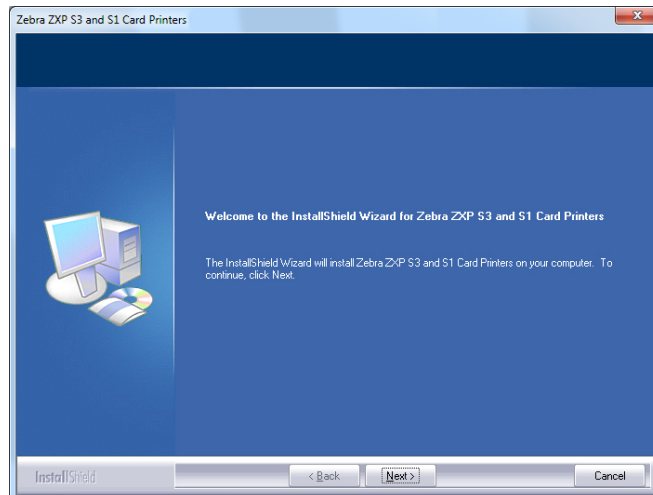 Zebra ZXP S3 and S1 Card Printers
Welcome to the InstallShield Wizard for Zebra ZXP S3 and S1 Card Printers
The InstallShield Wizard will install Zebra ZXP S3 and S1 Card Printers on your computer. To
continue, click Next.
InstallShield
< Back Next > Cancel